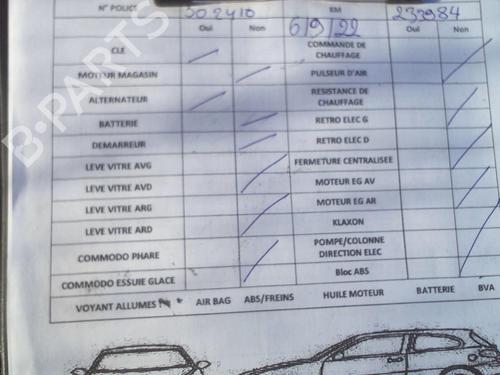 N° POLICE 502410 KM 233984
Oui Non 6/9/22 Oui Non
CLE COMMANDE DE CHAUFFAGE
MOTEUR MAGASIN PULSEUR D'AIR
ALTERNATEUR RESISTANCE DE CHAUFFAGE
BATTERIE RETRO ELEC G
DEMARREUR RETRO ELEC D
LEVE VITRE AVG FERMETURE CENTRALISEE
LEVE VITRE AVD MOTEUR EG AV
LEVE VITRE ARG MOTEUR EG AR
LEVE VITRE ARD KLAXON
COMMODO PHARE POMPE/COLONNE DIRECTION ELEC
COMMODO ESSUIE GLACE Bloc ABS
VOYANT ALLUMES AIR BAG ABS/FREINS HUILE MOTEUR BATTERIE BVA
B-PARTS